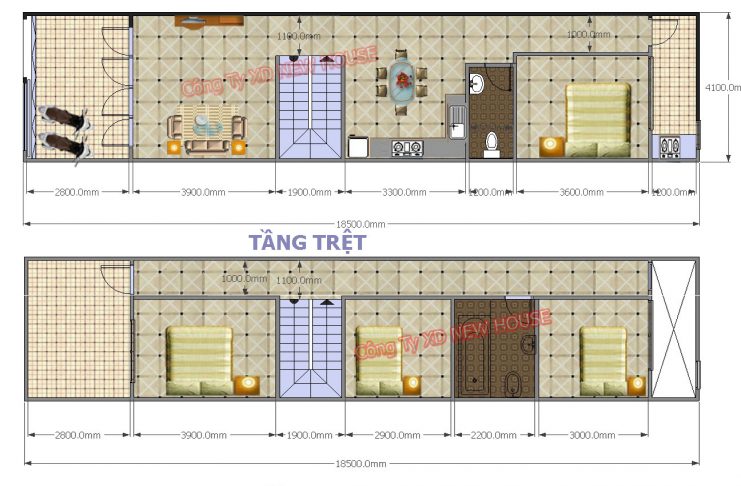 1100.0mm
1000.0mm
Công Ty XD NEW HOUSE
4100.0m
2800.0mm
3900.0mm
1900.0mm
3300.0mm
1200.0mm
3600.0mm
1200.0mm
18500.0mm
TẦNG TRỆT
1000.0mm
1100.0mm
Công Ty XD NEW HOUSE
2800.0mm
3900.0mm
1900.0mm
2900.0mm
2200.0mm
3000.0mm
18500.0mm